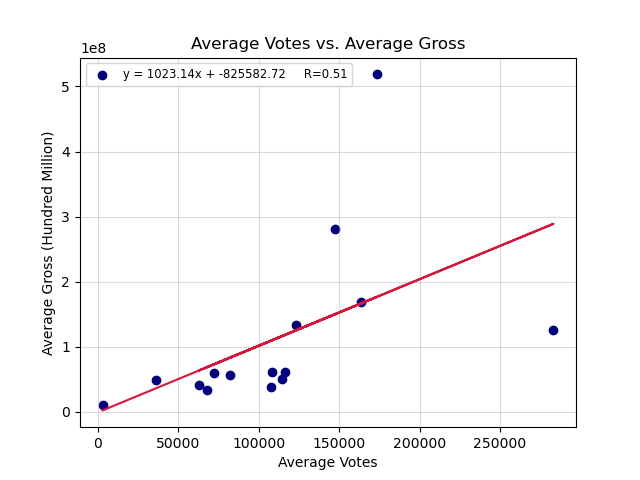 Average Votes vs. Average Gross
1e8
y = 1023.14x + -825582.72 R=0.51
5
4
3
2
1
0
Average Gross (Hundred Million)
0 50000 100000 150000 200000 250000
Average Votes